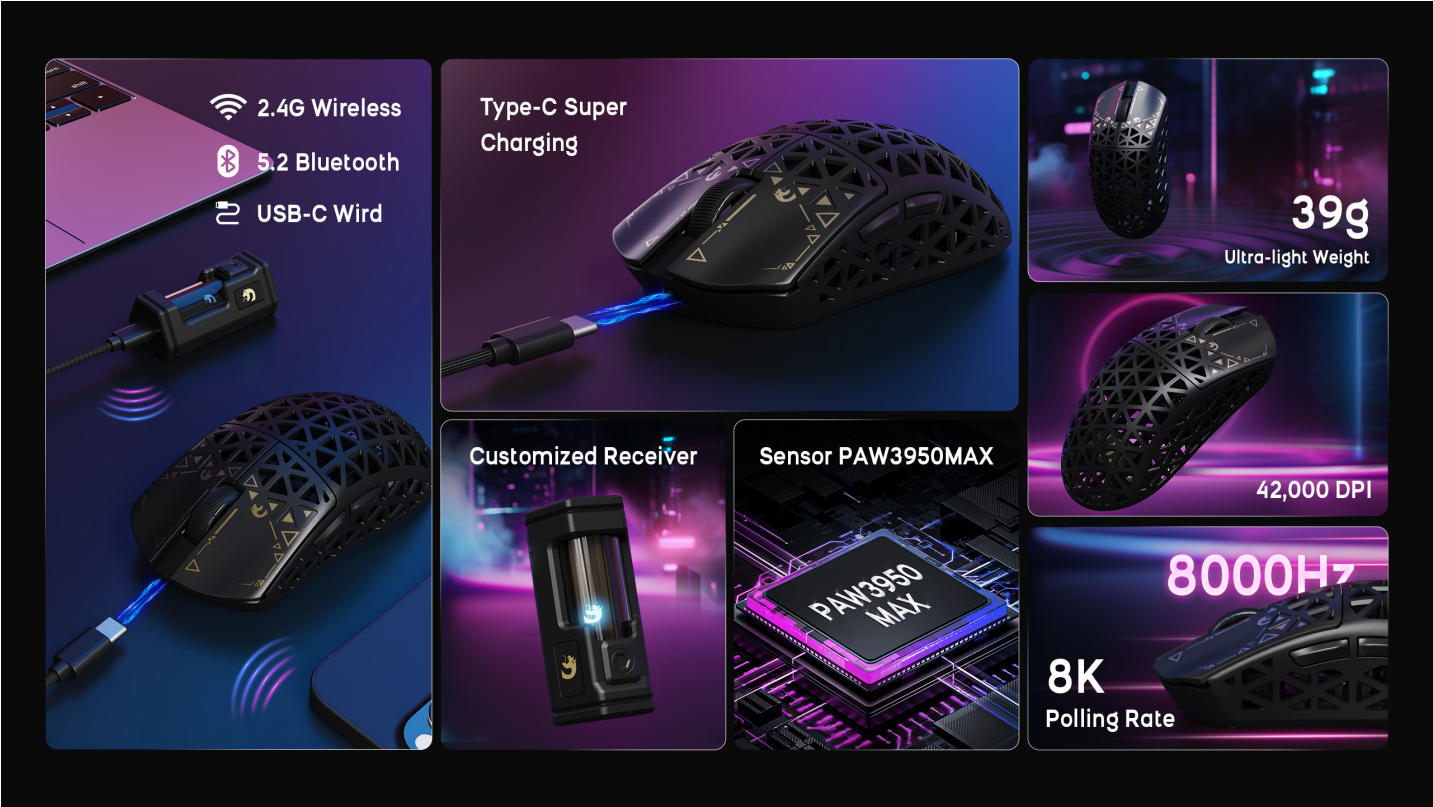 shift
2.4G Wireless
5.2 Bluetooth
USB-C Wird
Type-C Super
Charging
39g
Ultra-light Weight
42,000 DPI
Customized Receiver
Sensor PAW3950MAX
PAW3950
MAX
8000Hz
8K
Polling Rate